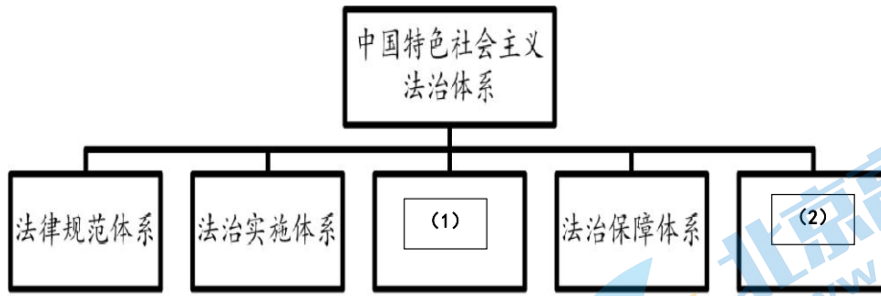 中国特色社会主义
法治体系
法律规范体系
法治实施体系
(1)
法治保障体系
(2)